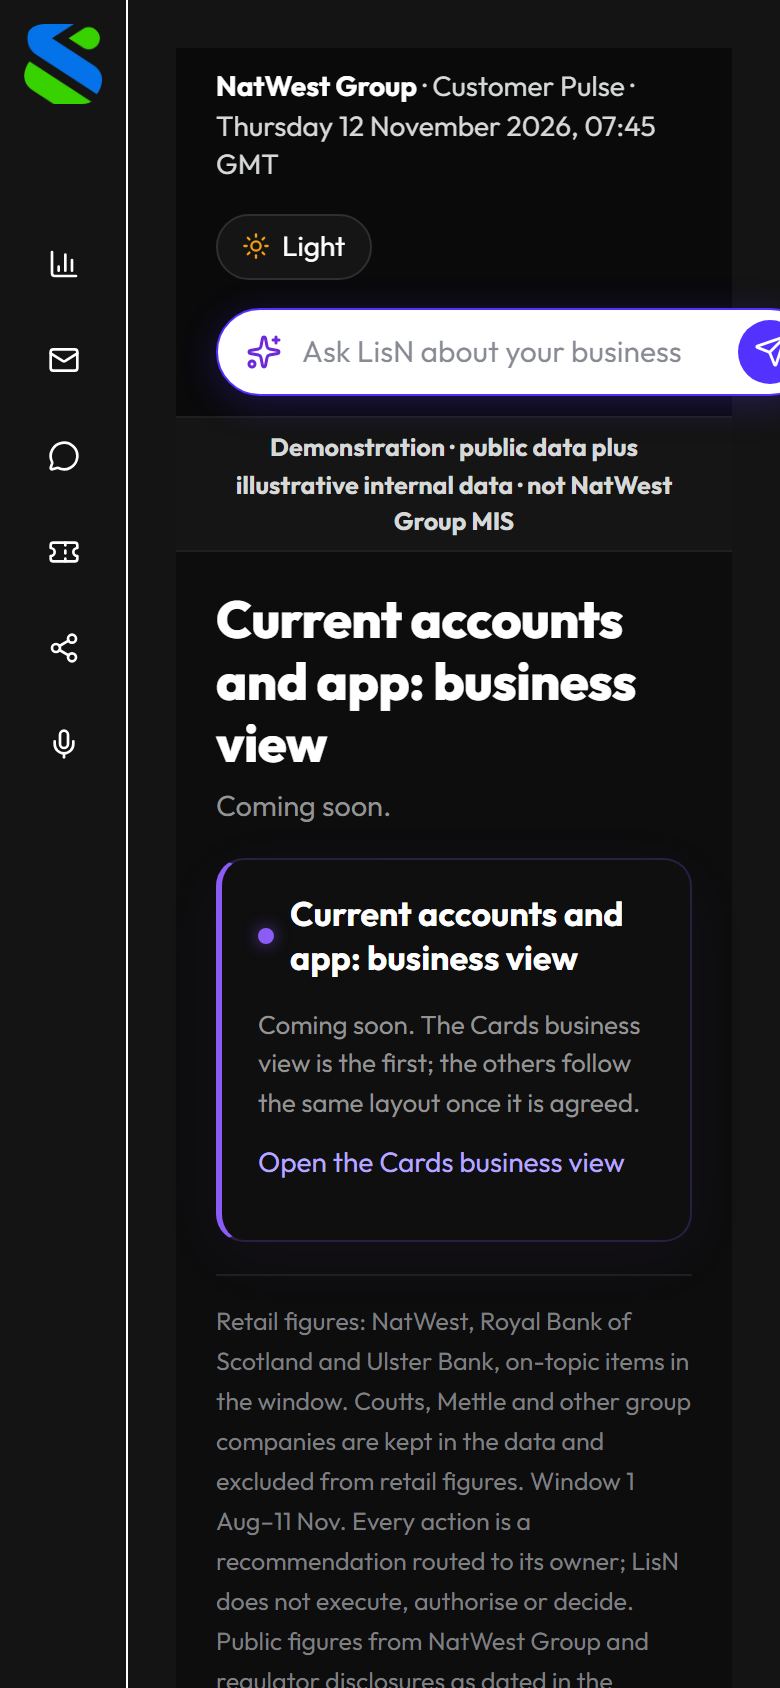 NatWest Group · Customer Pulse ·
Thursday 12 November 2026, 07:45
GMT
Light
Ask LisN about your business
Demonstration · public data plus
illustrative internal data · not NatWest
Group MIS
Current accounts
and app: business
view
Coming soon.
Current accounts and
app: business view
Coming soon. The Cards business
view is the first; the others follow
the same layout once it is agreed.
Open the Cards business view
Retail figures: NatWest, Royal Bank of
Scotland and Ulster Bank, on-topic items in
the window. Coutts, Mettle and other group
companies are kept in the data and
excluded from retail figures. Window 1
Aug–11 Nov. Every action is a
recommendation routed to its owner; LisN
does not execute, authorise or decide.
Public figures from NatWest Group and
regulator disclosures as dated in the